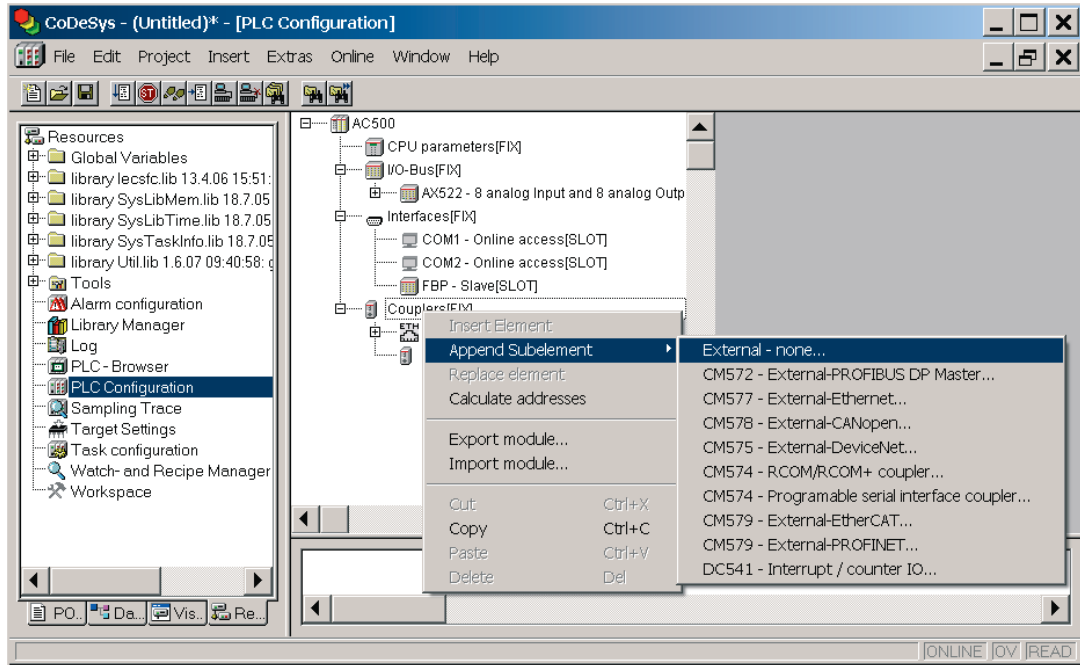 CoDeSys - (Untitled)* - [PLC Configuration]
File Edit Project Insert Extras Online Window Help
Resources
Global Variables
library Iecsfc.lib 13.4.06 15:51:
library SysLibMem.lib 18.7.05
library SysLibTime.lib 18.7.05
library SysTaskInfo.lib 18.7.05
library Util.lib 1.6.07 09:40:58:
Tools
Alarm configuration
Library Manager
Log
PLC - Browser
PLC Configuration
Sampling Trace
Target Settings
Task configuration
Watch- and Recipe Manager
Workspace
PO.. Da... Vis.. Re...
AC500
CPU parameters[FIX]
I/O-Bus[FIX]
AX522 - 8 analog Input and 8 analog Outp
Interfaces[FIX]
COM1 - Online access[SLOT]
COM2 - Online access[SLOT]
FBP - Slave[SLOT]
Couplers[FIX]
ETH
Insert Element
Append Subelement
Replace element
Calculate addresses
Export module...
Import module...
Cut Ctrl+X
Copy Ctrl+C
Paste Ctrl+V
Delete Del
External - none...
CM572 - External-PROFIBUS DP Master...
CM577 - External-Ethernet...
CM578 - External-CANopen...
CM575 - External-DeviceNet...
CM574 - RCOM/RCOM+ coupler...
CM574 - Programable serial interface coupler...
CM579 - External-EtherCAT...
CM579 - External-PROFINET...
DC541 - Interrupt / counter IO...
ONLINE OV READ